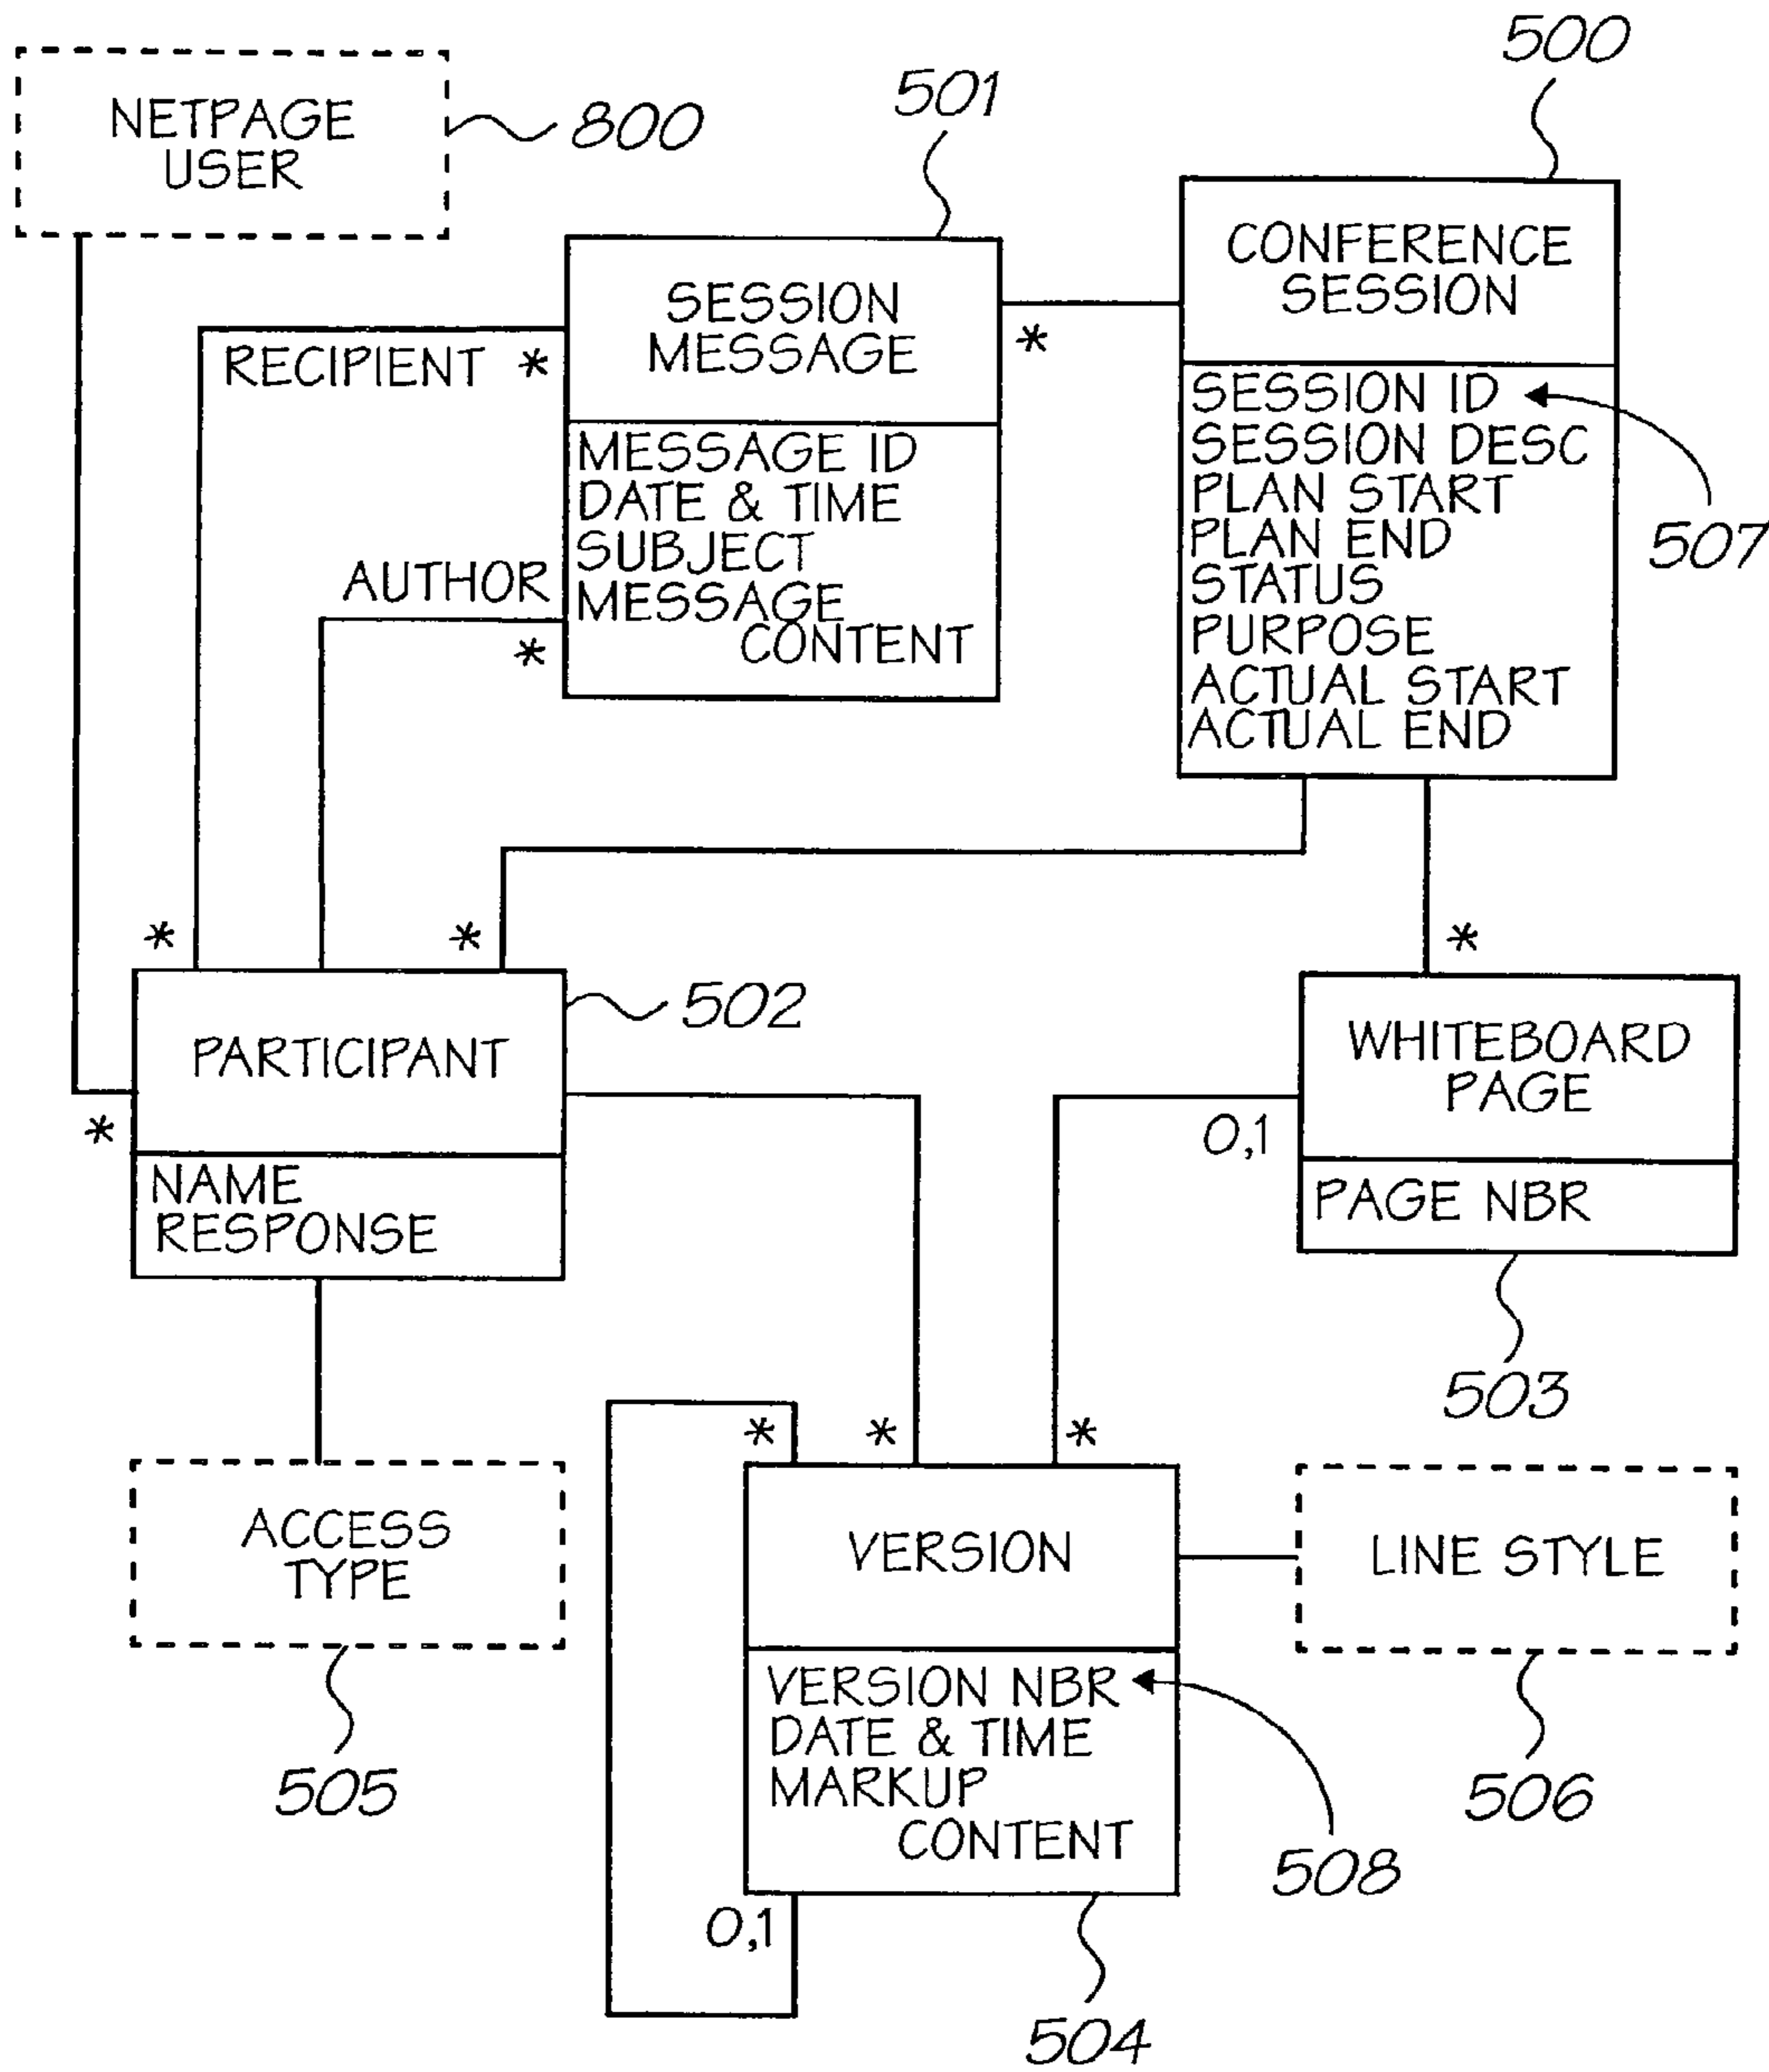 500
501
NETPAGE
USER
800
CONFERENCE
SESSION
SESSION
MESSAGE
*
RECIPIENT *
SESSION ID
SESSION DESC
PLAN START
PLAN END
STATUS
PURPOSE
ACTUAL START
ACTUAL END
507
MESSAGE ID
DATE & TIME
SUBJECT
MESSAGE
CONTENT
AUTHOR
*
*
*
*
502
PARTICIPANT
*
NAME
RESPONSE
WHITEBOARD
PAGE
0,1
PAGE NBR
503
*
*
*
ACCESS
TYPE
505
VERSION
LINE STYLE
506
VERSION NBR
DATE & TIME
MARKUP
CONTENT
508
0,1
504